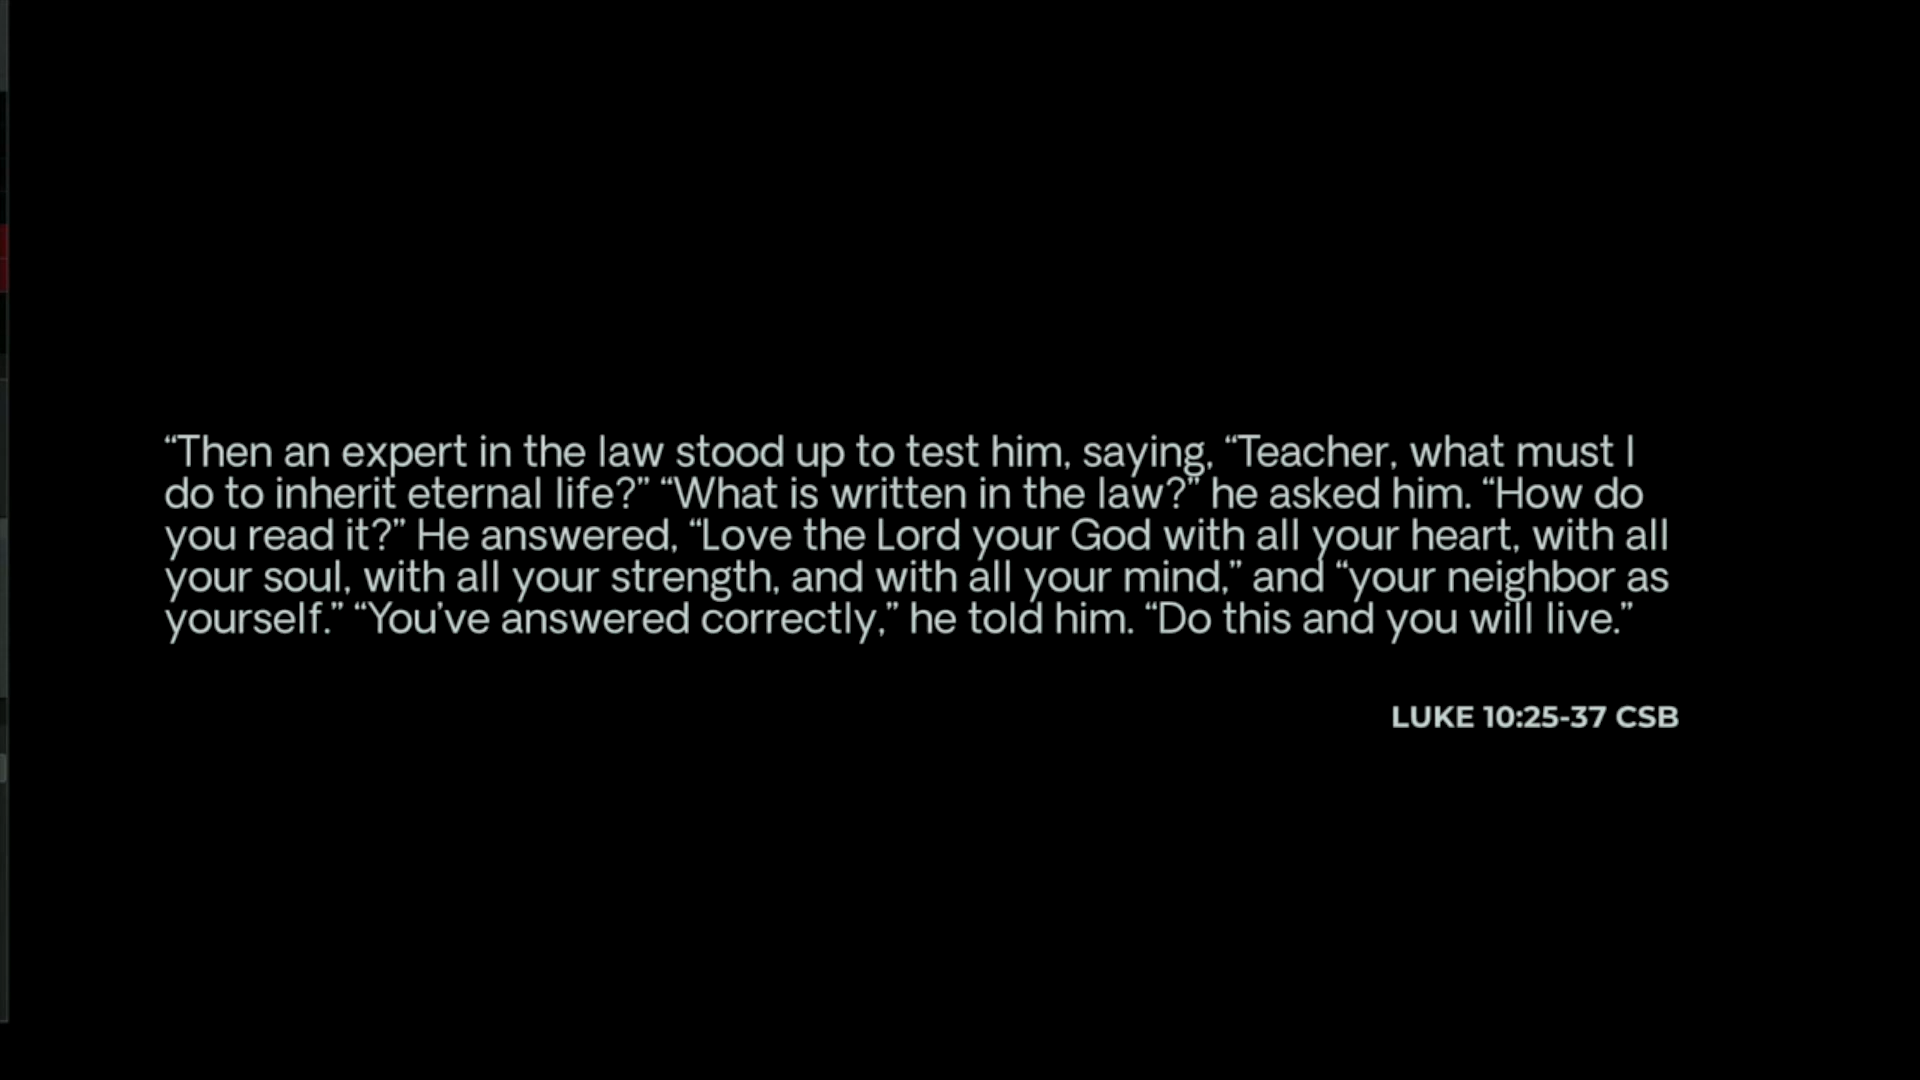 “Then an expert in the law stood up to test him, saying, “Teacher, what must I
do to inherit eternal life?” “What is written in the law?” he asked him. “How do
you read it?” He answered, “Love the Lord your God with all your heart, with all
your soul, with all your strength, and with all your mind,” and “your neighbor as
yourself.” “You’ve answered correctly,” he told him. “Do this and you will live.”
LUKE 10:25-37 CSB